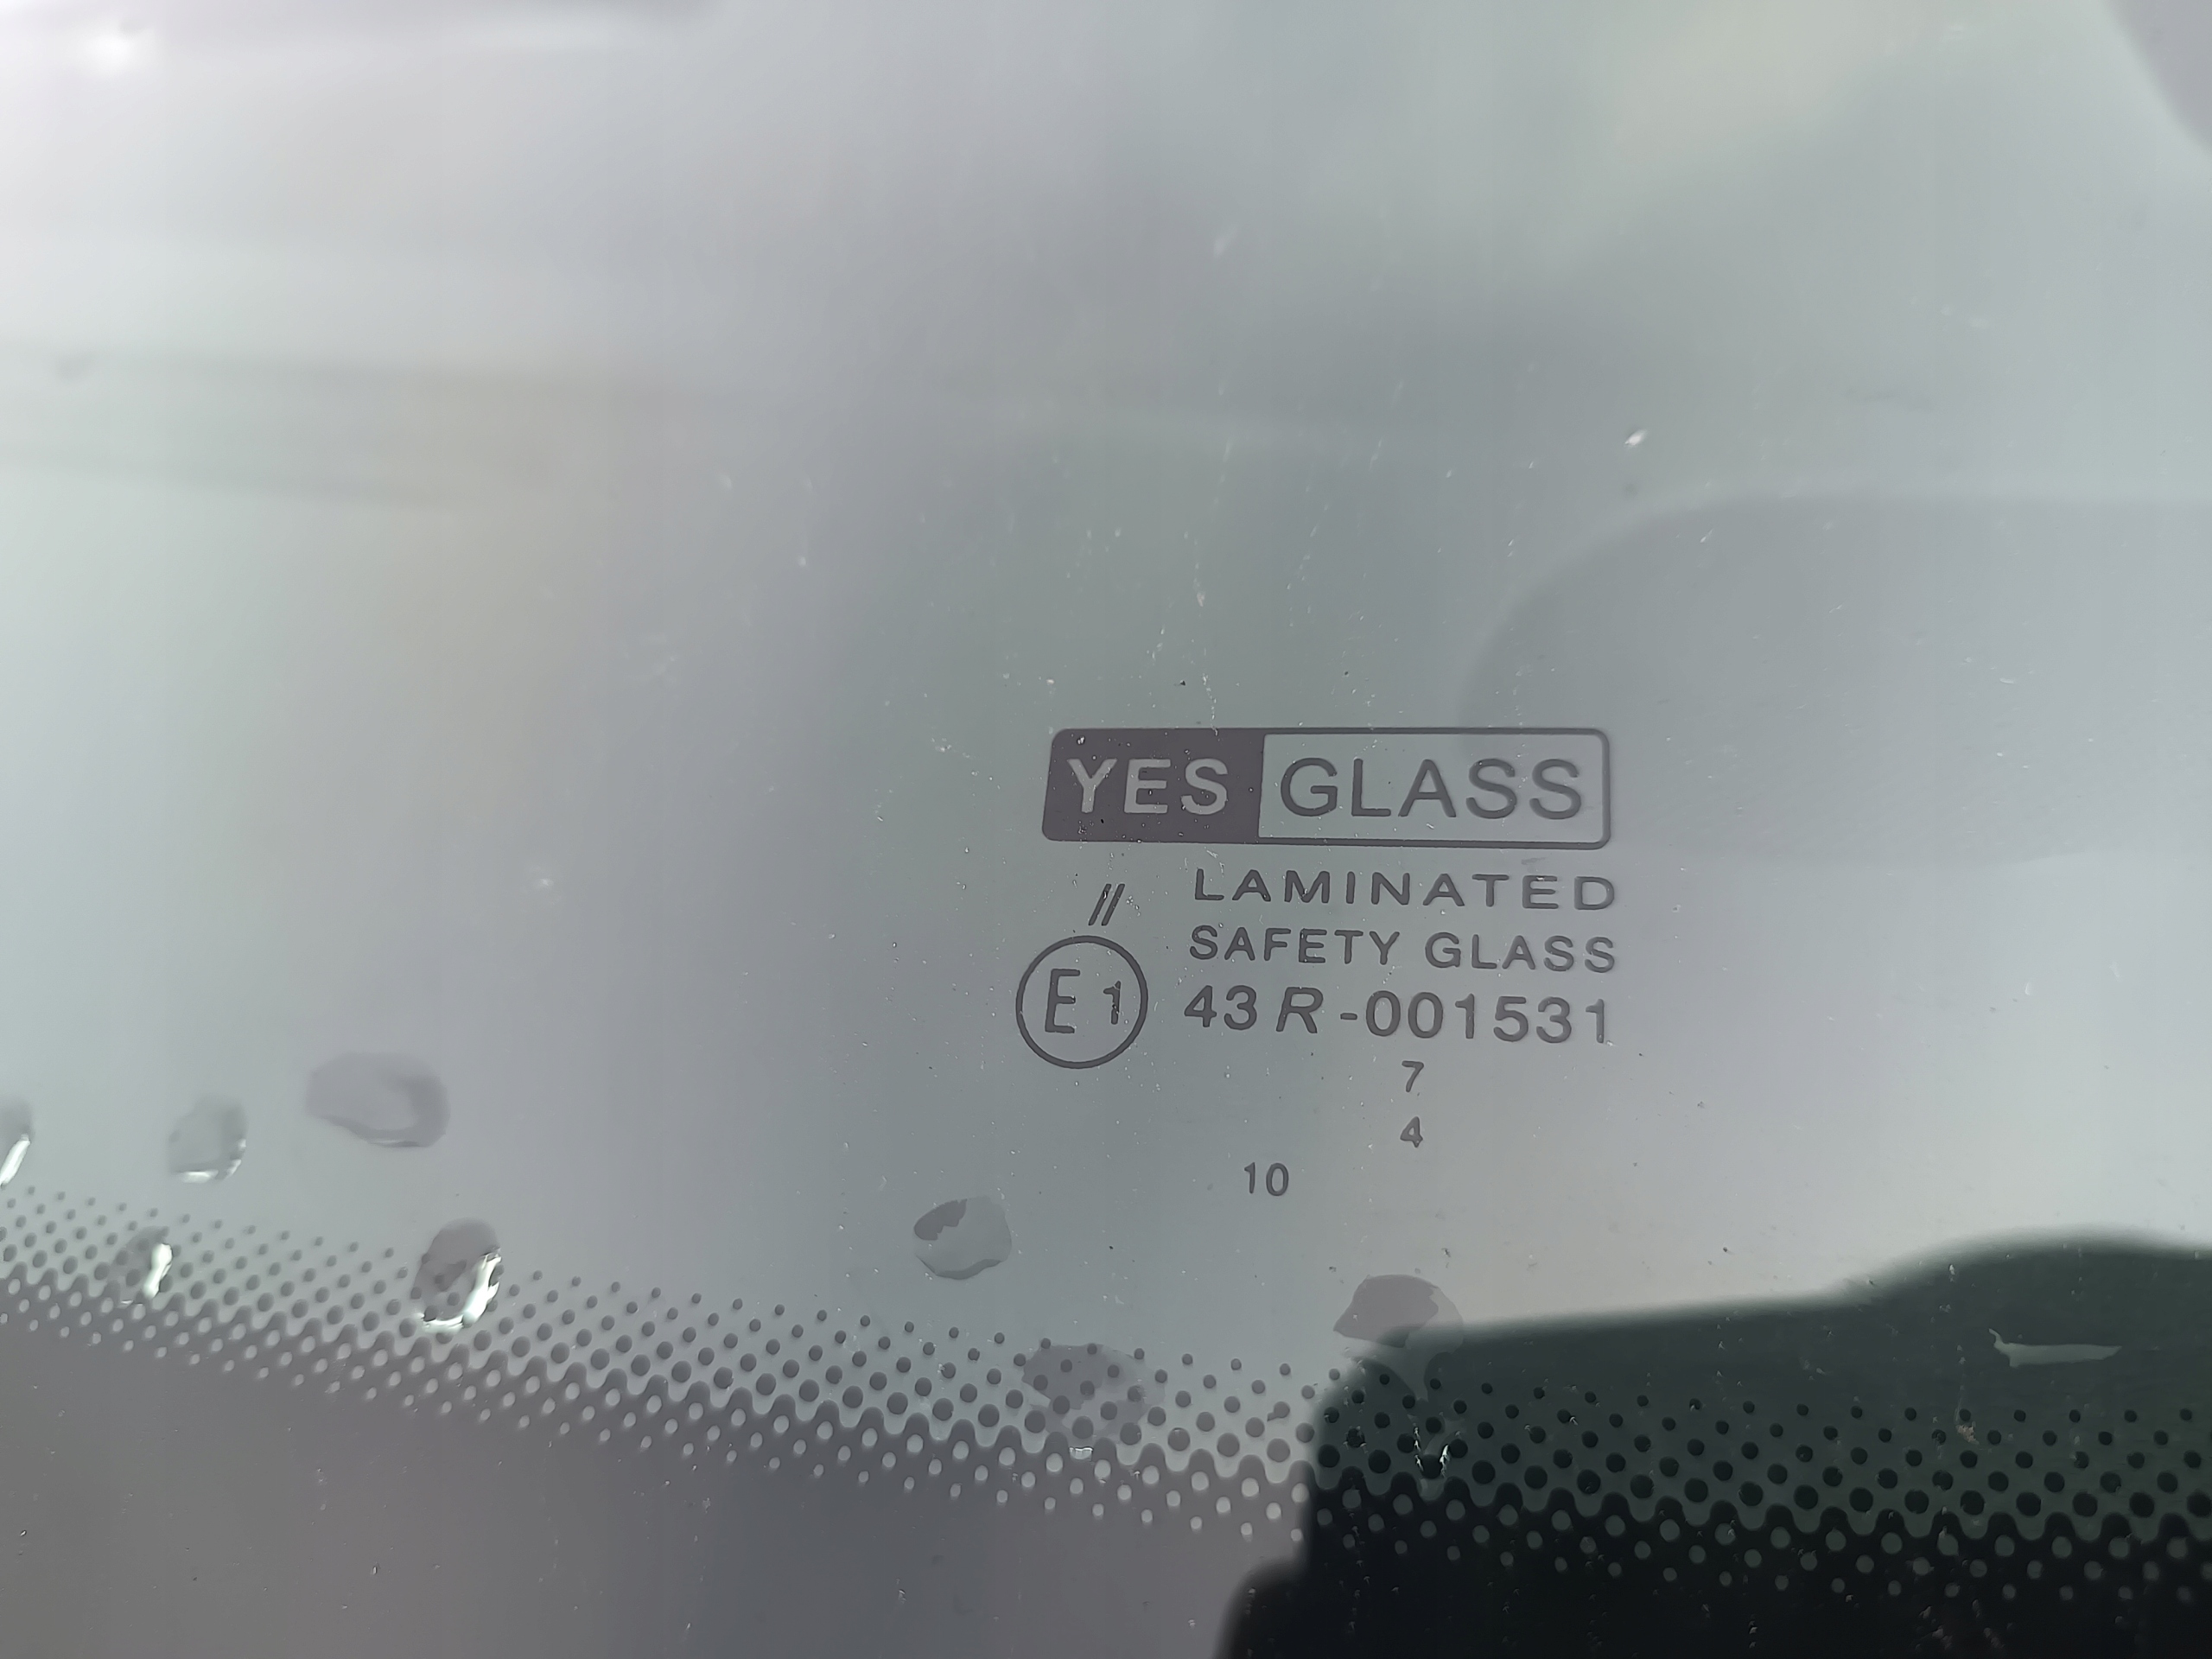 YES GLASS
LAMINATED
//
SAFETY GLASS
E1 43R-001531
7
4
10